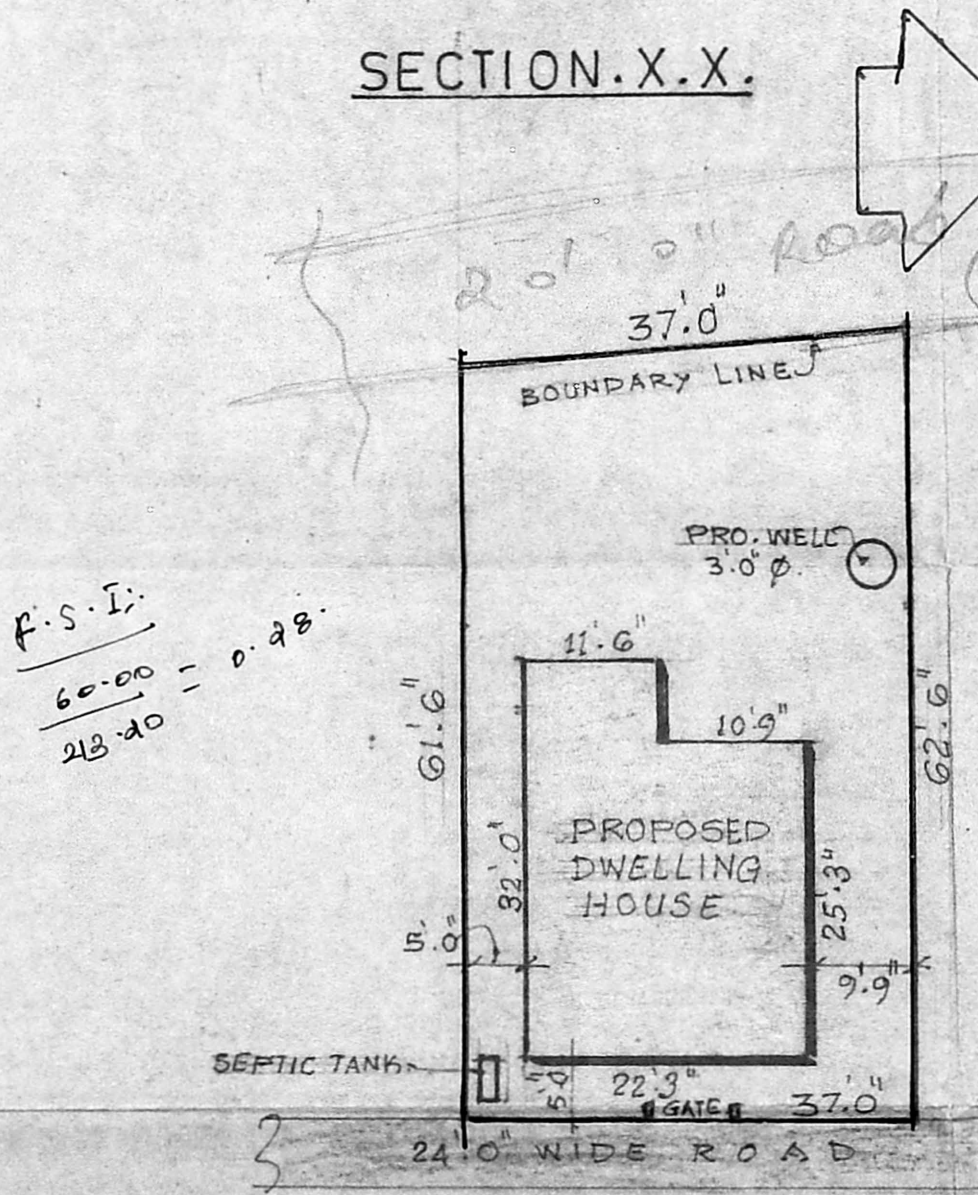 SECTION.X.X.
20' 0" Road
37'.0"
BOUNDARY LINE
PRO. WELL
3'.0" Ø.
F.S.I:
60.00
213.20
= 0.28.
11'.6"
10'.9"
61'.6"
62'.6"
PROPOSED
DWELLING
HOUSE
32'.0"
25'.3"
5'.0"
9'.9"
SEPTIC TANK
5'.0"
22'.3"
GATE
37'.0"
24'.0" WIDE ROAD